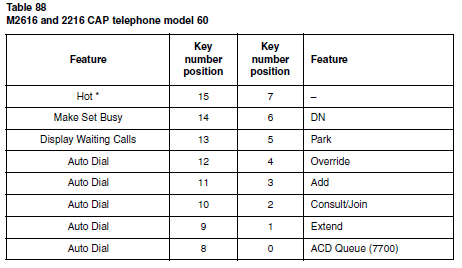 Table 88
M2616 and 2216 CAP telephone model 60
Feature Key number position Key number position Feature
Hot * 15 7 –
Make Set Busy 14 6 DN
Display Waiting Calls 13 5 Park
Auto Dial 12 4 Override
Auto Dial 11 3 Add
Auto Dial 10 2 Consult/Join
Auto Dial 9 1 Extend
Auto Dial 8 0 ACD Queue (7700)